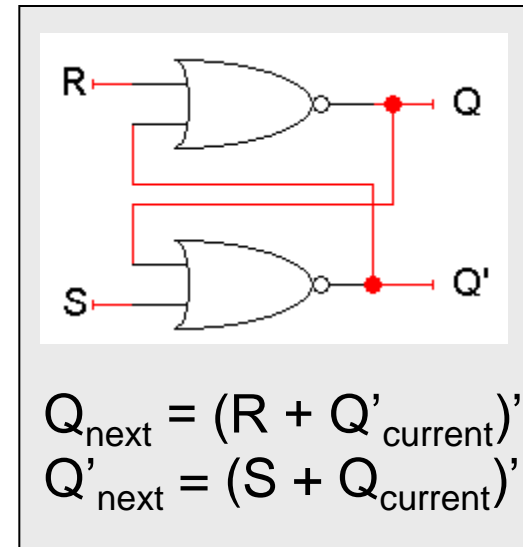 R
Q
S
Q'
Qnext = (R + Q’current)’
Q’next = (S + Qcurrent)’